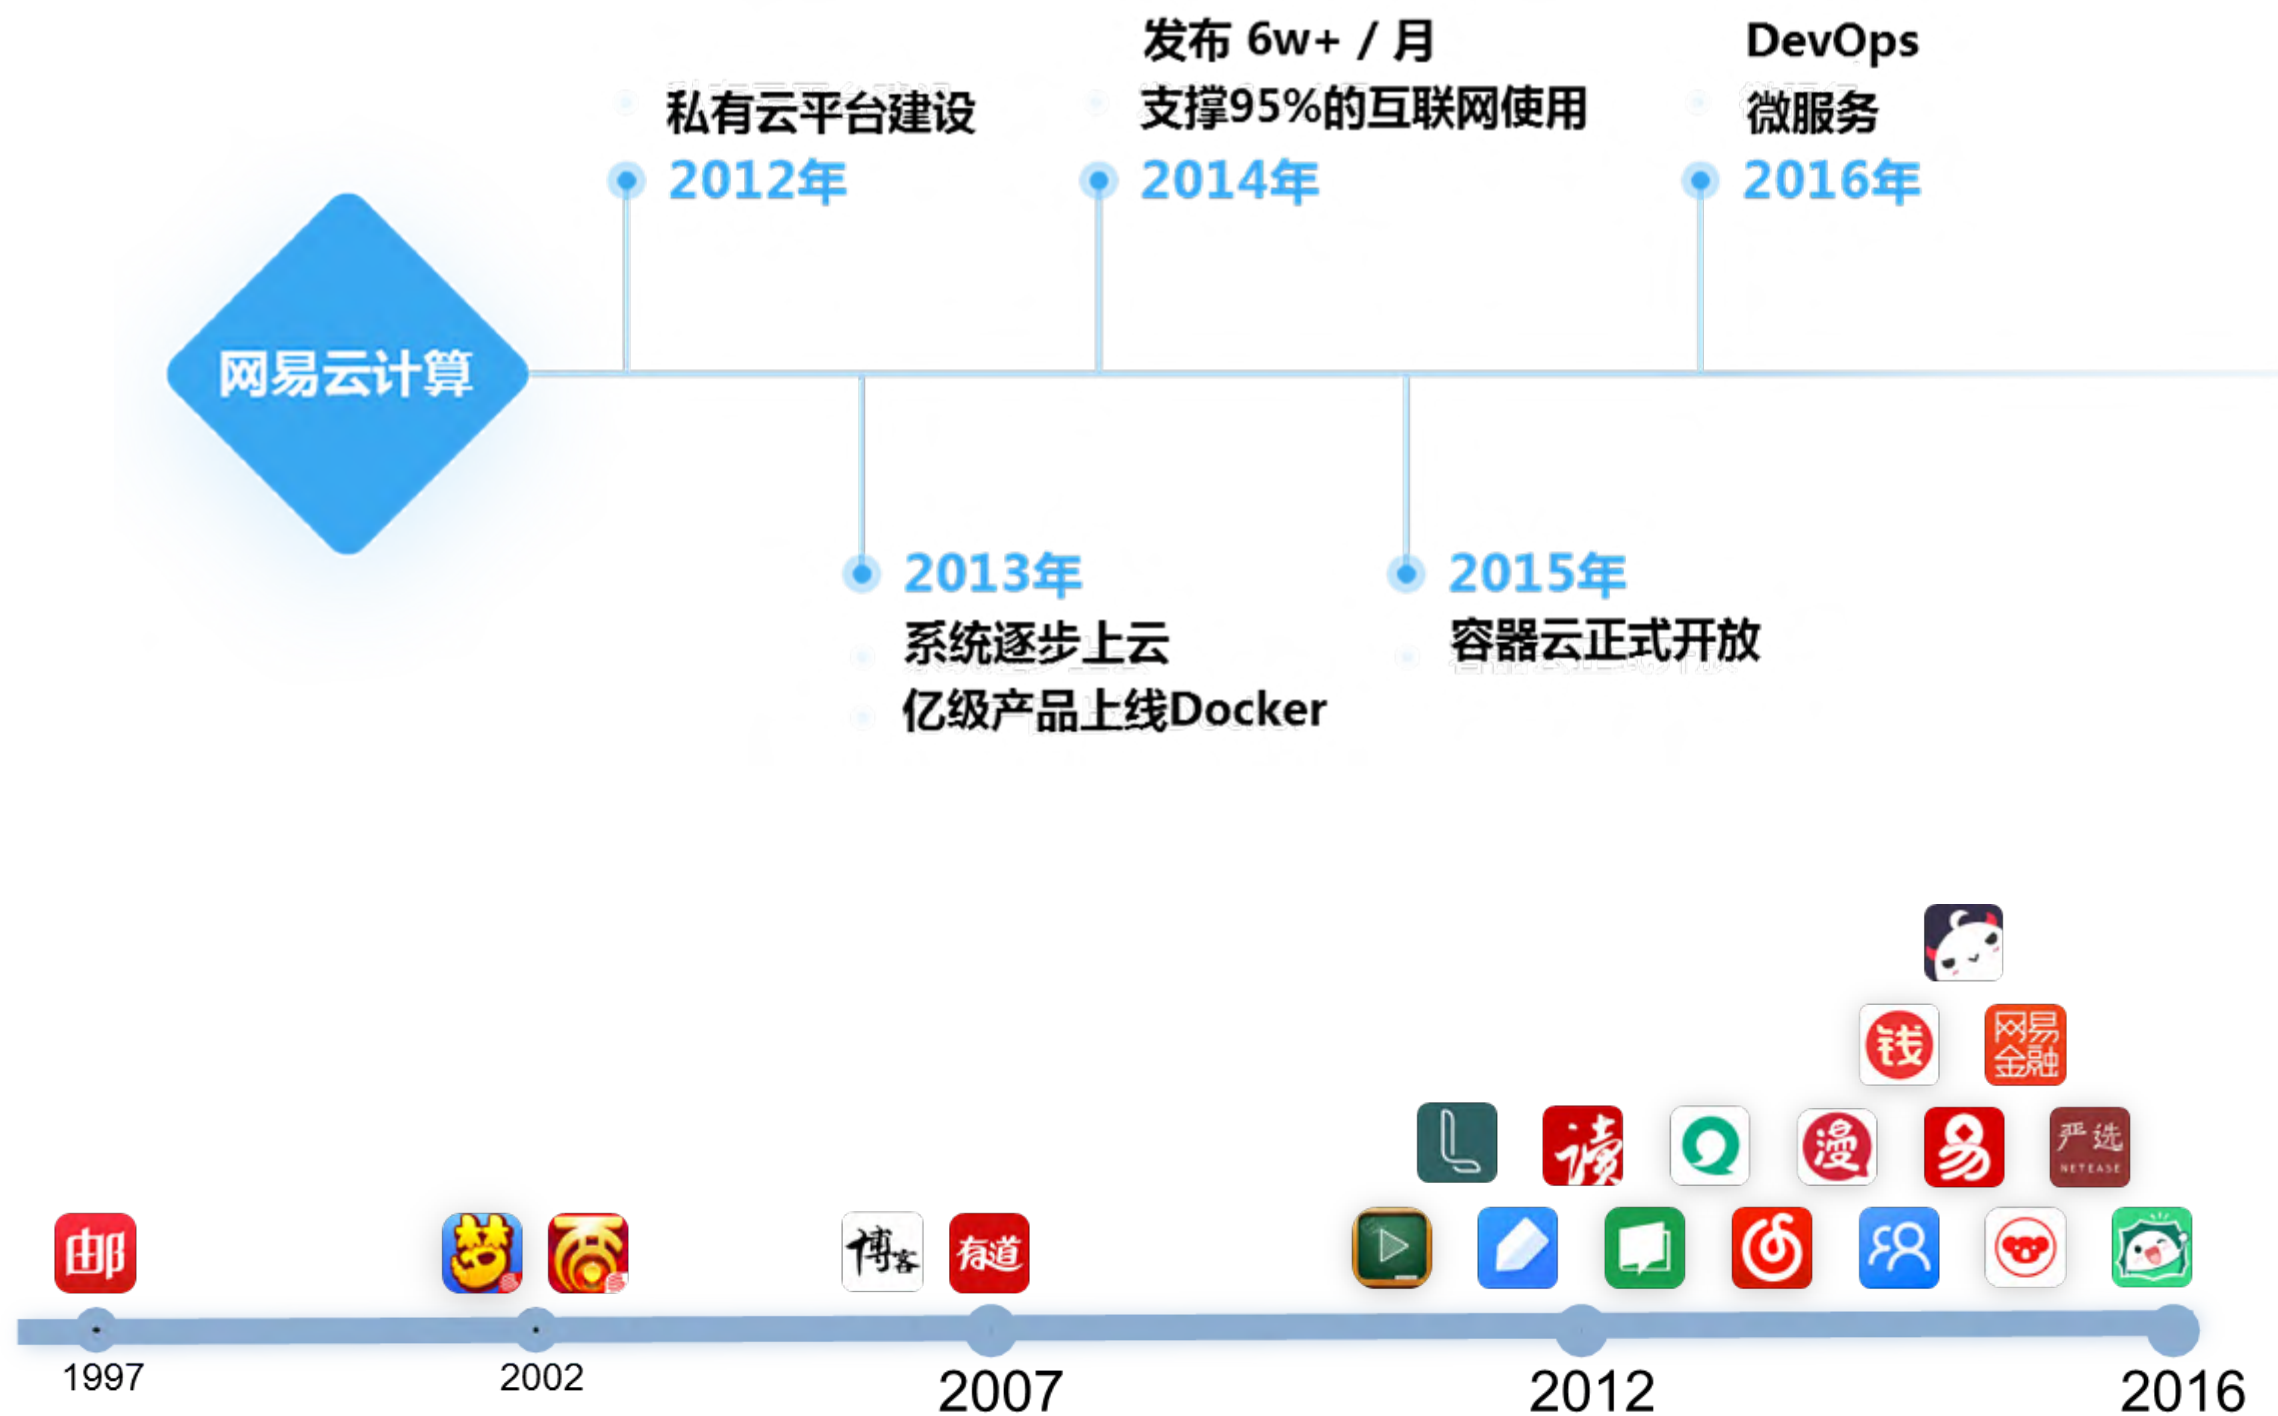 发布 6w+ / 月
支撑95%的互联网使用
2014年
DevOps
微服务
2016年
私有云平台建设
2012年
网易云计算
2013年
系统逐步上云
亿级产品上线Docker
2015年
容器云正式开放
钱
网易
金融
读
漫
易
严选
NETEASE
邮
梦
西
博客
有道
1997
2002
2007
2012
2016